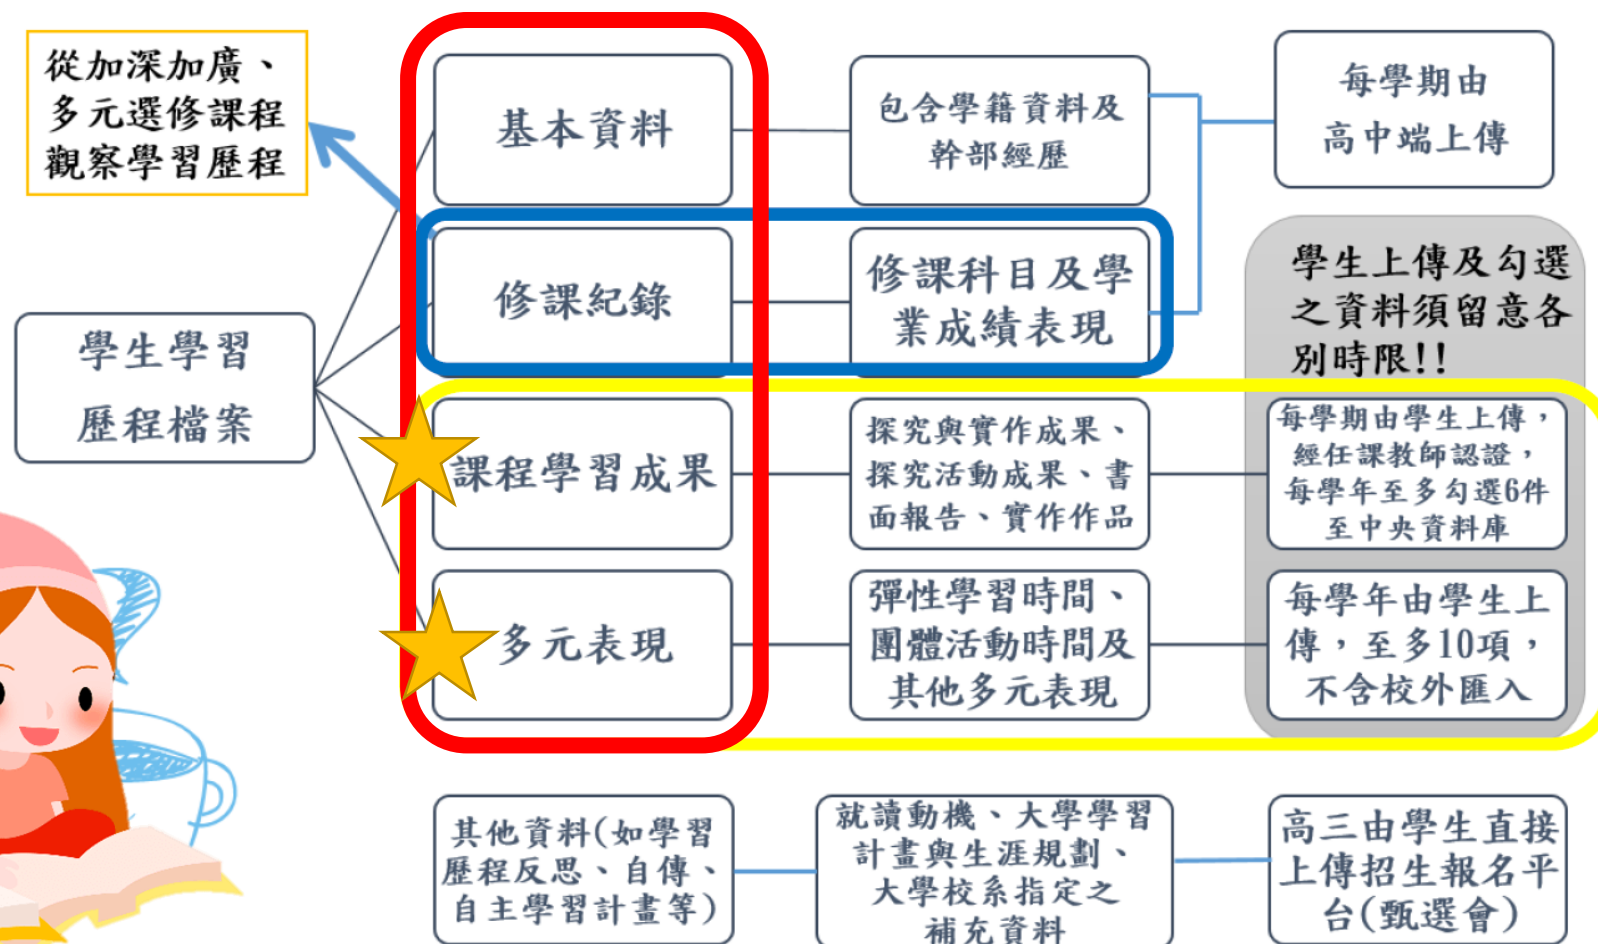 從加深加廣、
多元選修課程
觀察學習歷程
學生學習
歷程檔案
基本資料
包含學籍資料及
幹部經歷
每學期由
高中端上傳
修課紀錄
修課科目及學
業成績表現
學生上傳及勾選
之資料須留意各
別時限!!
課程學習成果
探究與實作成果、
探究活動成果、書
面報告、實作作品
每學期由學生上傳，
經任課教師認證，
每學年至多勾選6件
至中央資料庫
多元表現
彈性學習時間、
團體活動時間及
其他多元表現
每學年由學生上
傳，至多10項，
不含校外匯入
其他資料(如學習
歷程反思、自傳、
自主學習計畫等)
就讀動機、大學學習
計畫與生涯規劃、
大學校系指定之
補充資料
高三由學生直接
上傳招生報名平
台(甄選會)